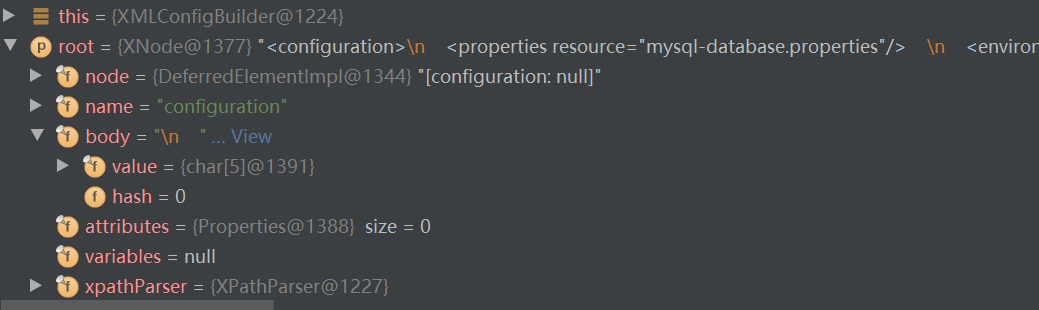 this = {XMLConfigBuilder@1224}
p root = {XNode@1377} "<configuration>\n    <properties resource="mysql-database.properties"/>    \n    <environ
f node = {DeferredElementImpl@1344} "[configuration: null]"
f name = "configuration"
f body = "\n    " ... View
f value = {char[5]@1391}
f hash = 0
f attributes = {Properties@1388}  size = 0
f variables = null
f xpathParser = {XPathParser@1227}